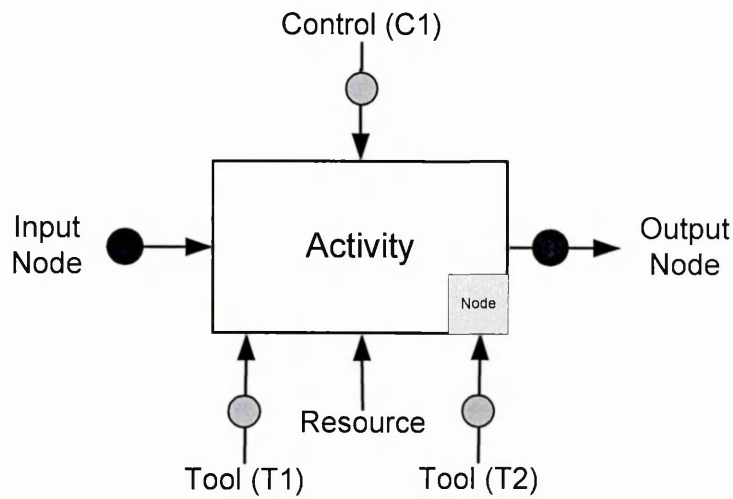 Control (C1)
Input
Node
Activity
Output
Node
Node
Resource
Tool (T1)
Tool (T2)